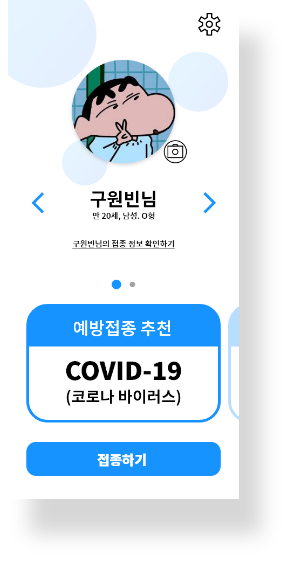 구원빈님
만 20세, 남성. O형
구원빈님의 접종 정보 확인하기
예방접종 추천
COVID-19
(코로나 바이러스)
접종하기